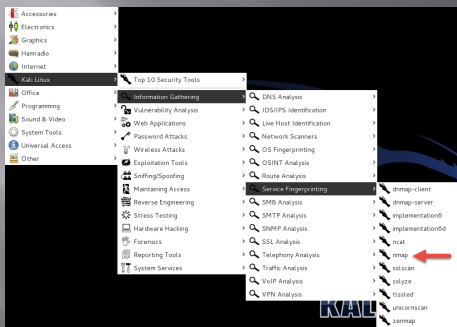 Accessories
Electronics
Graphics
Hamradio
Internet
Kali Linux
Office
Programming
Sound & Video
System Tools
Universal Access
Other
Top 10 Security Tools
Information Gathering
Vulnerability Analysis
Web Applications
Password Attacks
Wireless Attacks
Exploitation Tools
Sniffing/Spoofing
Maintaining Access
Reverse Engineering
Stress Testing
Hardware Hacking
Forensics
Reporting Tools
System Services
DNS Analysis
IDS/IPS Identification
Live Host Identification
Network Scanners
OS Fingerprinting
OSINT Analysis
Route Analysis
Service Fingerprinting
SMB Analysis
SMTP Analysis
SNMP Analysis
SSL Analysis
Telephony Analysis
Traffic Analysis
VoIP Analysis
VPN Analysis
dnmap-client
dnmap-server
implementation6
implementation6d
ncat
nmap
sslscan
sslyze
tlssled
unicornscan
zenmap
KAL